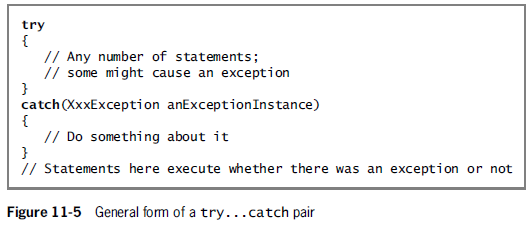 try
{
// Any number of statements;
// some might cause an exception
}
catch(XxxException anExceptionInstance)
{
// Do something about it
}
// Statements here execute whether there was an exception or not
Figure 11-5 General form of a try...catch pair